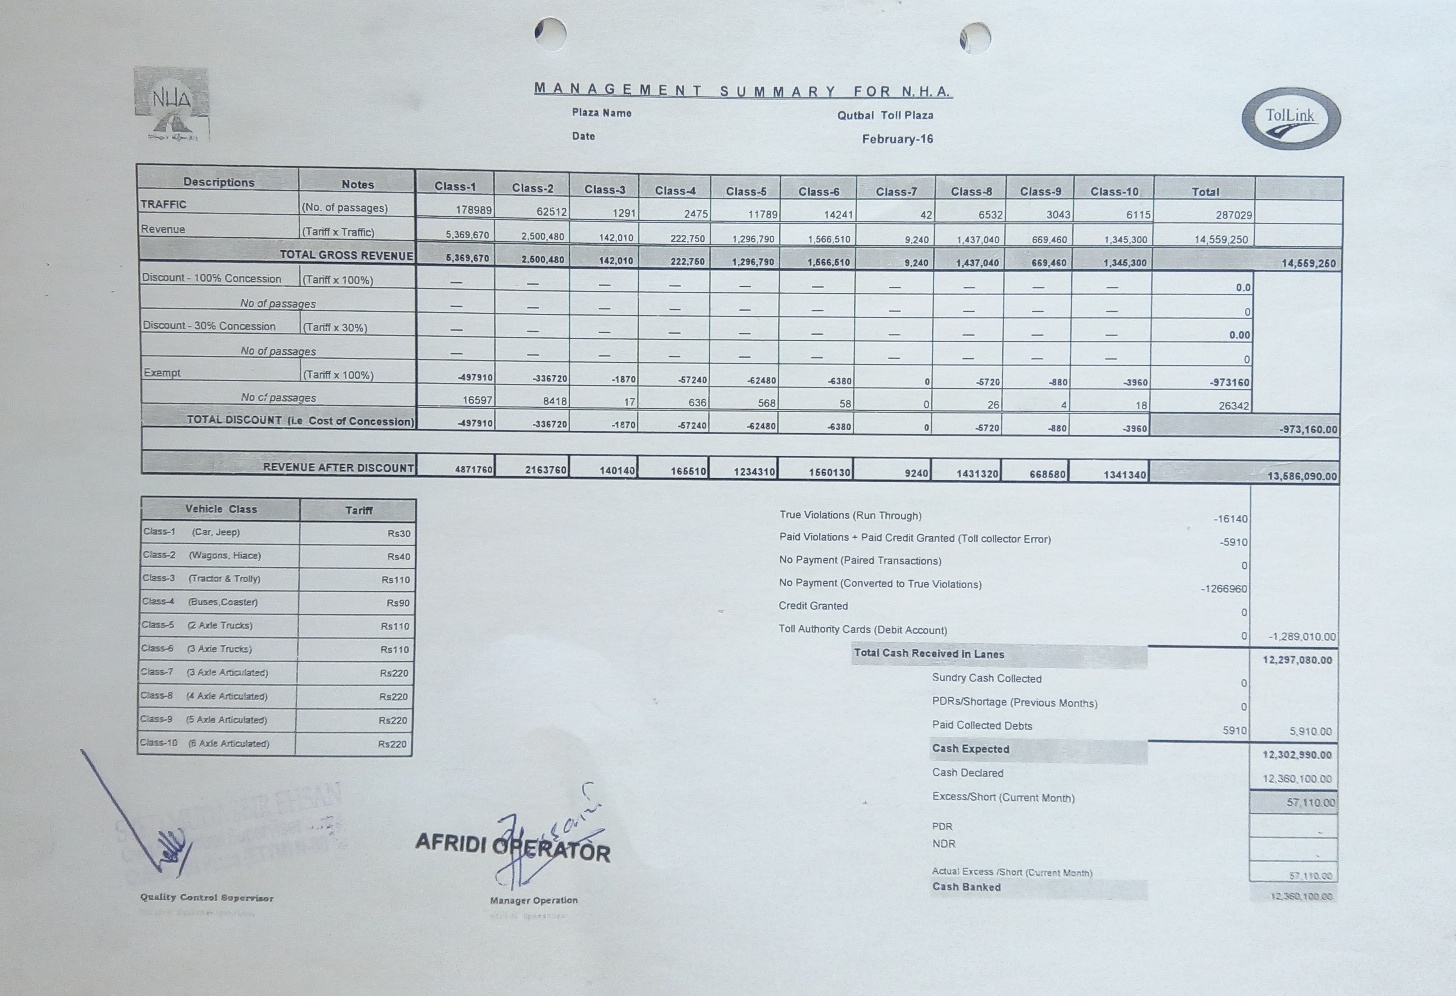 NHA
MANAGEMENT SUMMARY FOR N.H.A.
Plaza Name Qutbal Toll Plaza
Date February-16
TolLink
Descriptions Notes Class-1 Class-2 Class-3 Class-4 Class-5 Class-6 Class-7 Class-8 Class-9 Class-10 Total
TRAFFIC (No. of passages) 178989 62512 1291 2475 11789 14241 42 6532 3043 6115 287029
Revenue (Tariff x Traffic) 5,369,670 2,500,480 142,010 222,750 1,296,790 1,566,510 9,240 1,437,040 669,460 1,345,300 14,559,250
TOTAL GROSS REVENUE 5,369,670 2,500,480 142,010 222,750 1,296,790 1,566,510 9,240 1,437,040 669,460 1,345,300 14,559,250
Discount - 100% Concession (Tariff x 100%) — — — — — — — — — — 0.0
No of passages — — — — — — — — — — 0
Discount - 30% Concession (Tariff x 30%) — — — — — — — — — — 0.00
No of passages — — — — — — — — — — 0
Exempt (Tariff x 100%) -497910 -336720 -1870 -57240 -62480 -6380 0 -5720 -880 -3960 -973160
No of passages 16597 8418 17 636 568 58 0 26 4 18 26342
TOTAL DISCOUNT (i.e Cost of Concession) -497910 -336720 -1870 -57240 -62480 -6380 0 -5720 -880 -3960 -973,160.00
REVENUE AFTER DISCOUNT 4871760 2163760 140140 165510 1234310 1560130 9240 1431320 668580 1341340 13,586,090.00
Vehicle Class Tariff
Class-1 (Car, Jeep) Rs30
Class-2 (Wagons, Hiace) Rs40
Class-3 (Tractor & Trolly) Rs110
Class-4 (Buses,Coaster) Rs90
Class-5 (2 Axle Trucks) Rs110
Class-6 (3 Axle Trucks) Rs110
Class-7 (3 Axle Articulated) Rs220
Class-8 (4 Axle Articulated) Rs220
Class-9 (5 Axle Articulated) Rs220
Class-10 (6 Axle Articulated) Rs220
True Violations (Run Through) -16140
Paid Violations + Paid Credit Granted (Toll collector Error) -5910
No Payment (Paired Transactions) 0
No Payment (Converted to True Violations) -1266960
Credit Granted 0
Toll Authority Cards (Debit Account) 0 -1,289,010.00
Total Cash Received in Lanes 12,297,080.00
Sundry Cash Collected 0
PDRs/Shortage (Previous Months) 0
Paid Collected Debts 5910 5,910.00
Cash Expected 12,302,990.00
Cash Declared 12,360,100.00
Excess/Short (Current Month) 57,110.00
PDR
NDR -
Actual Excess /Short (Current Month) 57,110.00
Cash Banked 12,360,100.00
AFRIDI OPERATOR
Quality Control Supervisor
Manager Operation